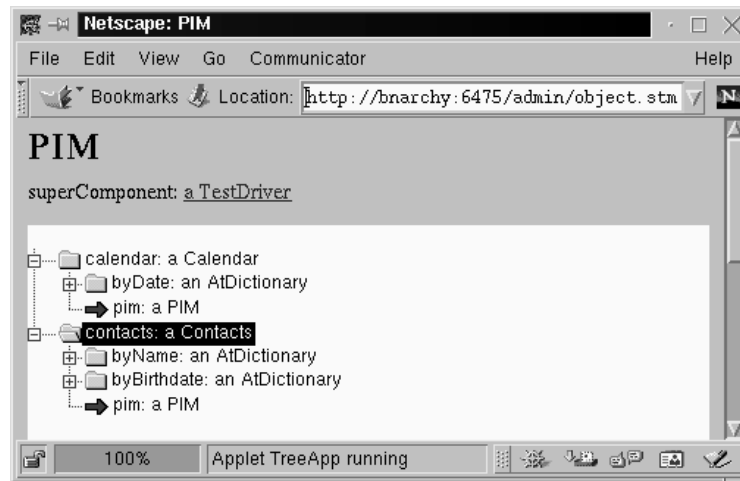 Netscape: PIM
File Edit View Go Communicator Help
Bookmarks Location: http://bnarchy:6475/admin/object.stm N
PIM
superComponent: a TestDriver
calendar: a Calendar
byDate: an AtDictionary
pim: a PIM
contacts: a Contacts
byName: an AtDictionary
byBirthdate: an AtDictionary
pim: a PIM
100% Applet TreeApp running